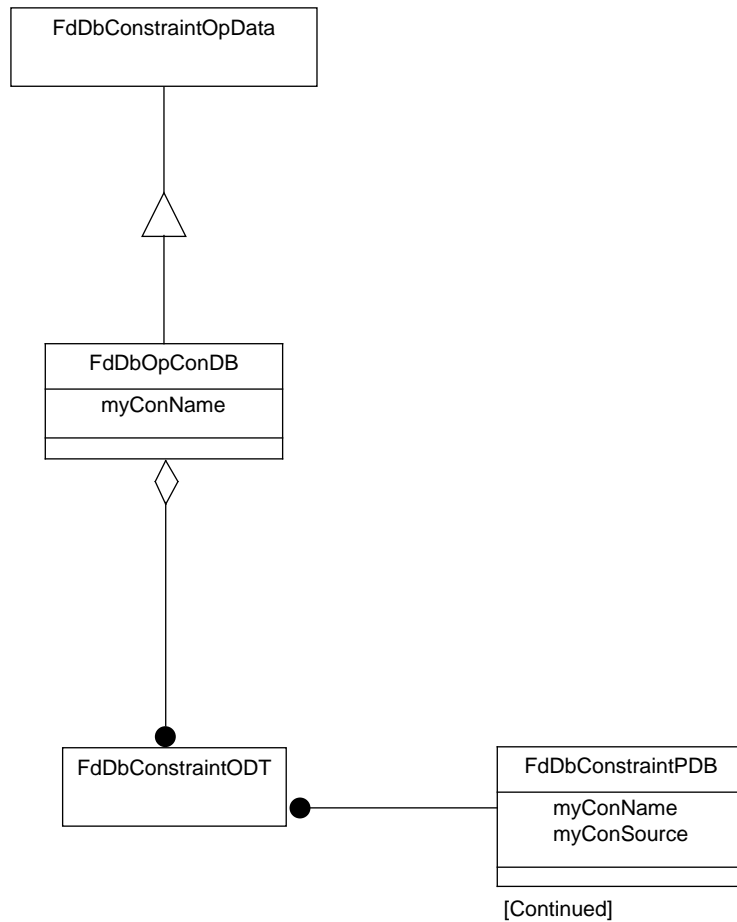 FdDbConstraintOpData
FdDbOpConDB
myConName
FdDbConstraintODT
FdDbConstraintPDB
myConName
myConSource
[Continued]